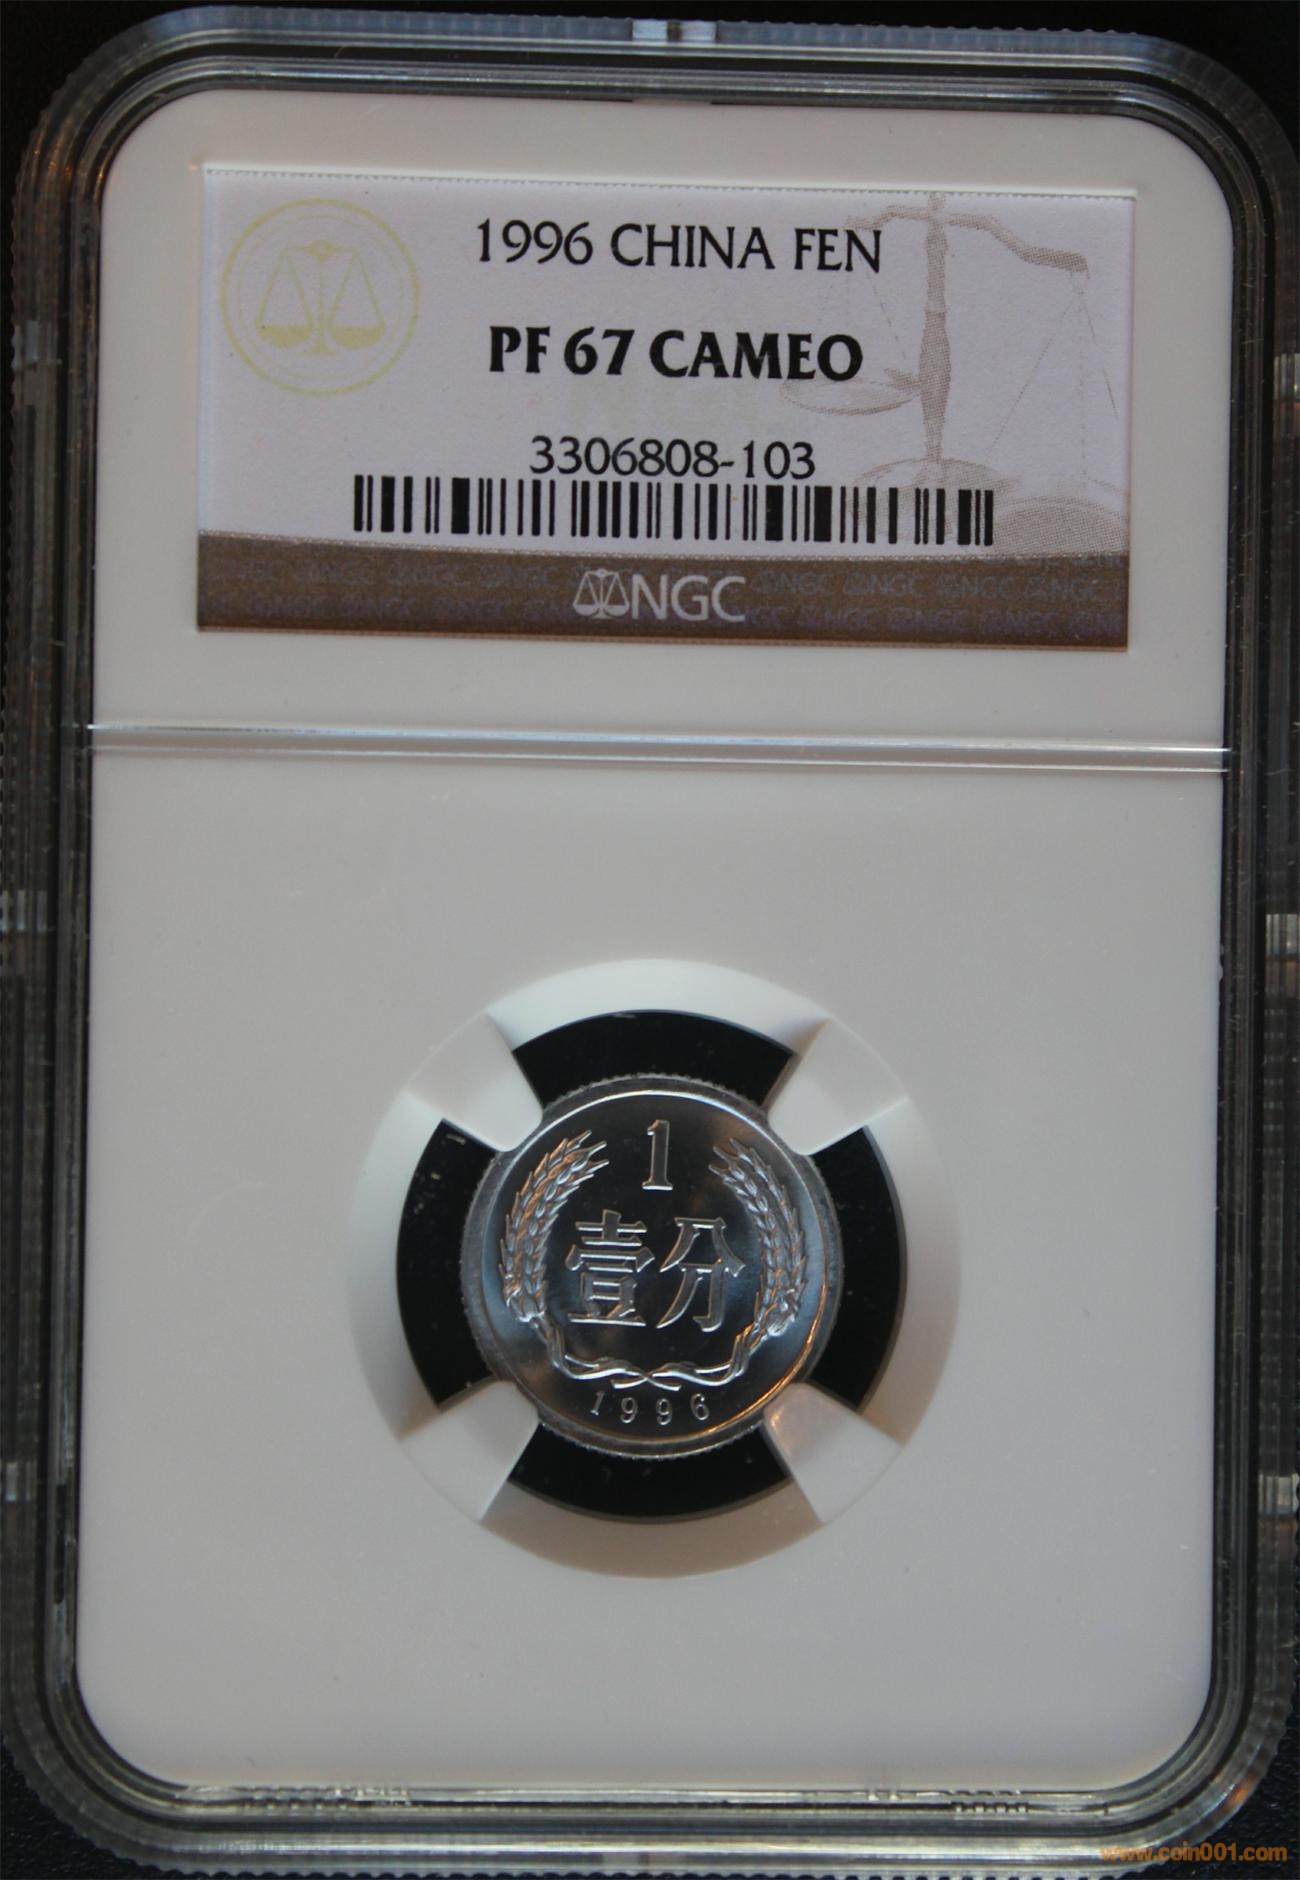 1996 CHINA FEN
PF 67 CAMEO
3306808-103
NGC
1
壹分
1996
www.coin001.com